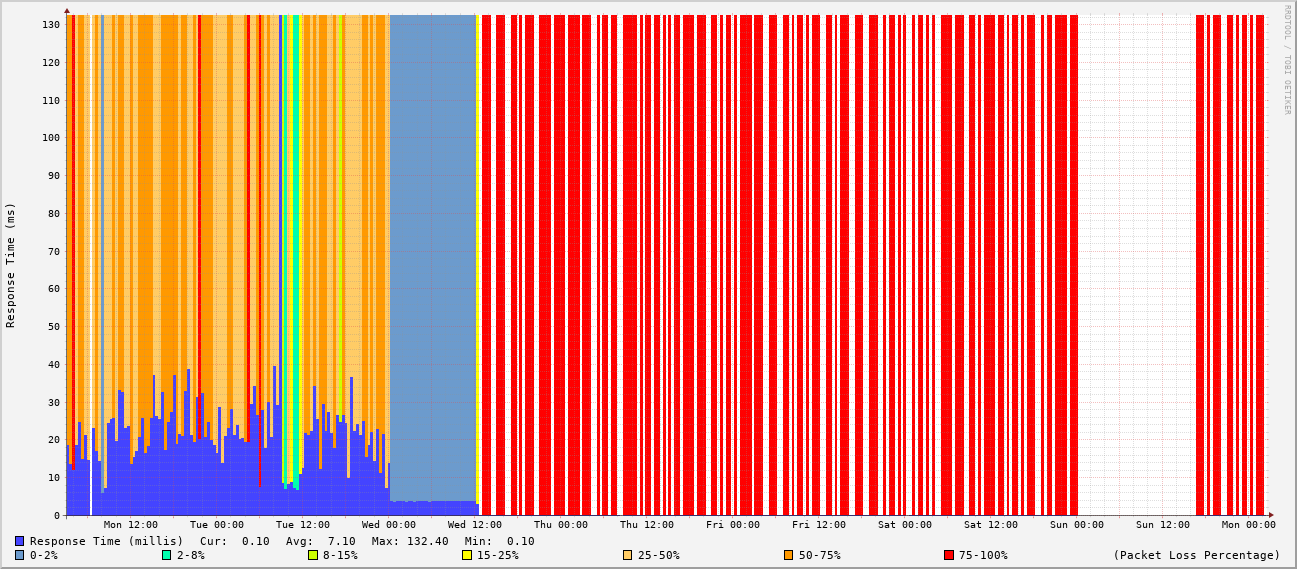 RRDTOOL / TOBI OETIKER
Response Time (ms)
130
120
110
100
90
80
70
60
50
40
30
20
10
0
Mon 12:00 Tue 00:00 Tue 12:00 Wed 00:00 Wed 12:00 Thu 00:00 Thu 12:00 Fri 00:00 Fri 12:00 Sat 00:00 Sat 12:00 Sun 00:00 Sun 12:00 Mon 00:00
Response Time (millis) Cur: 0.10 Avg: 7.10 Max: 132.40 Min: 0.10
0-2% 2-8% 8-15% 15-25% 25-50% 50-75% 75-100% (Packet Loss Percentage)